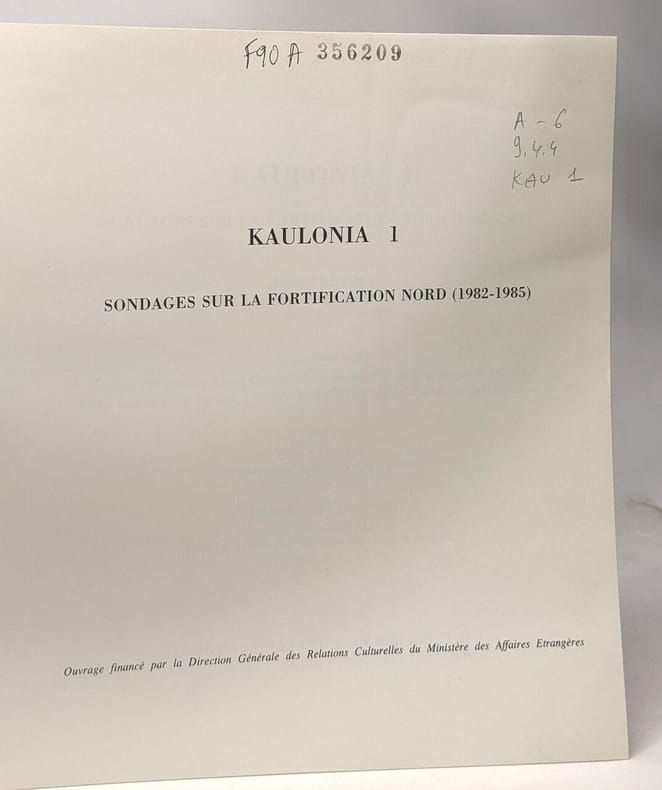 F90 A 356209
A - 6
9.4.4
KAU 1
KAULONIA 1
SONDAGES SUR LA FORTIFICATION NORD (1982-1985)
Ouvrage financé par la Direction Générale des Relations Culturelles du Ministère des Affaires Etrangères